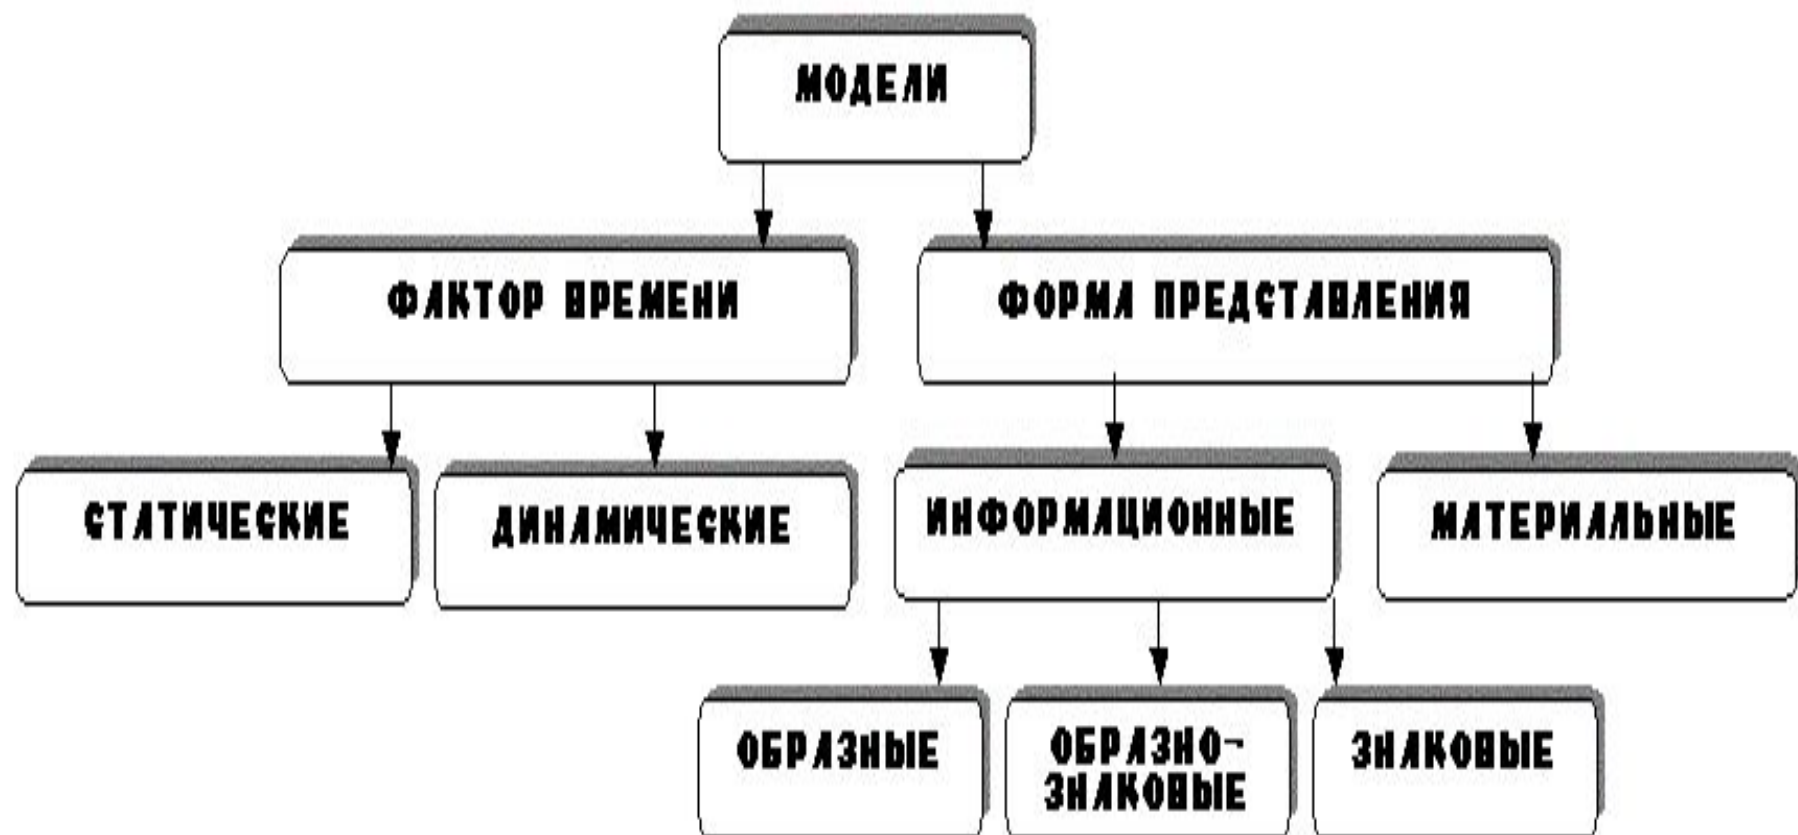 МОДЕЛИ
ФАКТОР ВРЕМЕНИ
ФОРМА ПРЕДСТАВЛЕНИЯ
СТАТИЧЕСКИЕ
ДИНАМИЧЕСКИЕ
ИНФОРМАЦИОННЫЕ
МАТЕРИАЛЬНЫЕ
ОБРАЗНЫЕ
ОБРАЗНО¬
ЗНАКОВЫЕ
ЗНАКОВЫЕ